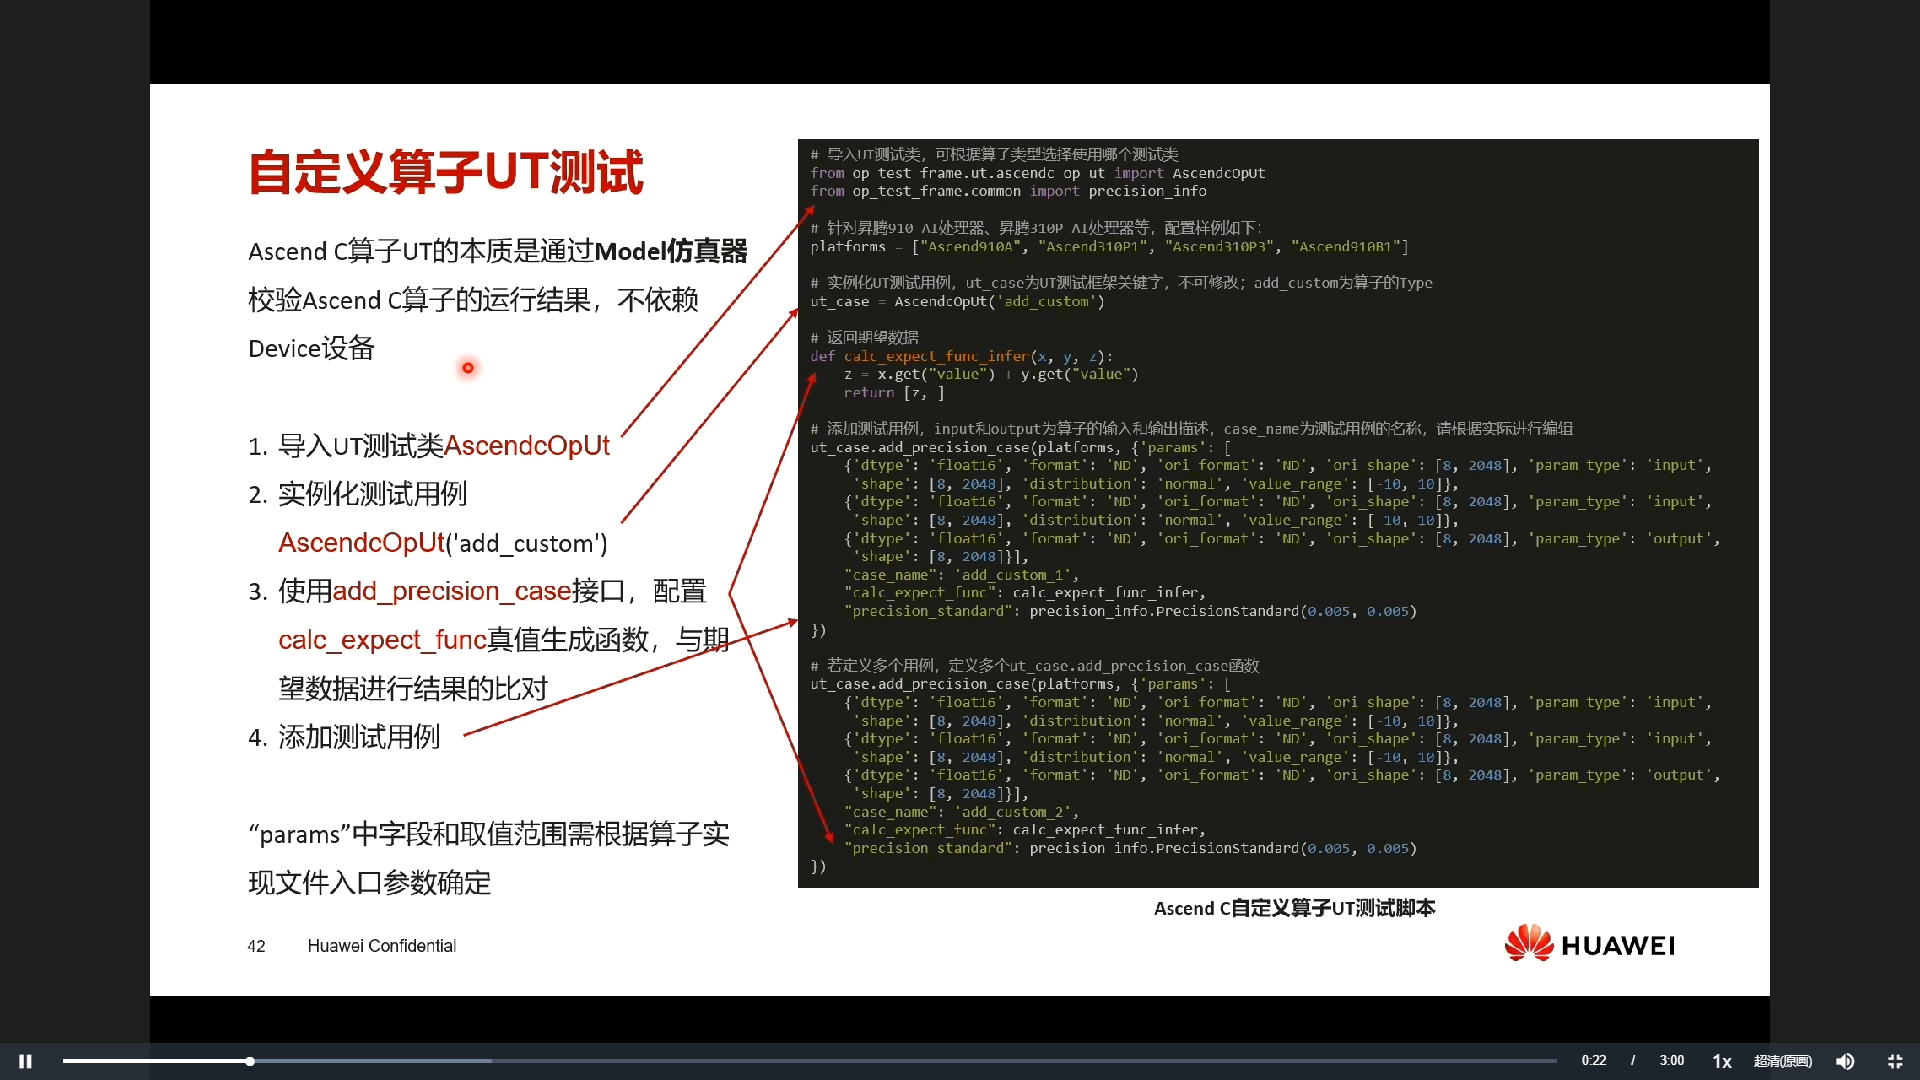 自定义算子UT测试
Ascend C算子UT的本质是通过Model仿真器
校验Ascend C算子的运行结果，不依赖
Device设备
1. 导入UT测试类AscendcOpUt
2. 实例化测试用例
AscendcOpUt('add_custom')
3. 使用add_precision_case接口，配置
calc_expect_func真值生成函数，与期
望数据进行结果的比对
4. 添加测试用例
“params”中字段和取值范围需根据算子实
现文件入口参数确定
# 导入UT测试类，可根据算子类型选择使用哪个测试类
from op_test_frame.ut.ascendc_op_ut import AscendcOpUt
from op_test_frame.common import precision_info
# 针对昇腾910 AI处理器、昇腾310P AI处理器等，配置样例如下：
platforms = ["Ascend910A", "Ascend310P1", "Ascend310P3", "Ascend910B1"]
# 实例化UT测试用例，ut_case为UT测试框架关键字，不可修改；add_custom为算子的Type
ut_case = AscendcOpUt('add_custom')
# 返回期望数据
def calc_expect_func_infer(x, y, z):
    z = x.get("value") + y.get("value")
    return [z, ]
# 添加测试用例，input和output为算子的输入和输出描述，case_name为测试用例的名称，请根据实际进行编辑
ut_case.add_precision_case(platforms, {'params': [
    {'dtype': 'float16', 'format': 'ND', 'ori_format': 'ND', 'ori_shape': [8, 2048], 'param_type': 'input',
     'shape': [8, 2048], 'distribution': 'normal', 'value_range': [-10, 10]},
    {'dtype': 'float16', 'format': 'ND', 'ori_format': 'ND', 'ori_shape': [8, 2048], 'param_type': 'input',
     'shape': [8, 2048], 'distribution': 'normal', 'value_range': [-10, 10]},
    {'dtype': 'float16', 'format': 'ND', 'ori_format': 'ND', 'ori_shape': [8, 2048], 'param_type': 'output',
     'shape': [8, 2048]}],
    "case_name": 'add_custom_1',
    "calc_expect_func": calc_expect_func_infer,
    "precision_standard": precision_info.PrecisionStandard(0.005, 0.005)
})
# 若定义多个用例，定义多个ut_case.add_precision_case函数
ut_case.add_precision_case(platforms, {'params': [
    {'dtype': 'float16', 'format': 'ND', 'ori_format': 'ND', 'ori_shape': [8, 2048], 'param_type': 'input',
     'shape': [8, 2048], 'distribution': 'normal', 'value_range': [-10, 10]},
    {'dtype': 'float16', 'format': 'ND', 'ori_format': 'ND', 'ori_shape': [8, 2048], 'param_type': 'input',
     'shape': [8, 2048], 'distribution': 'normal', 'value_range': [-10, 10]},
    {'dtype': 'float16', 'format': 'ND', 'ori_format': 'ND', 'ori_shape': [8, 2048], 'param_type': 'output',
     'shape': [8, 2048]}],
    "case_name": 'add_custom_2',
    "calc_expect_func": calc_expect_func_infer,
    "precision_standard": precision_info.PrecisionStandard(0.005, 0.005)
})
Ascend C自定义算子UT测试脚本
42 Huawei Confidential
HUAWEI
0:22 / 3:00 1x 超清(原画)